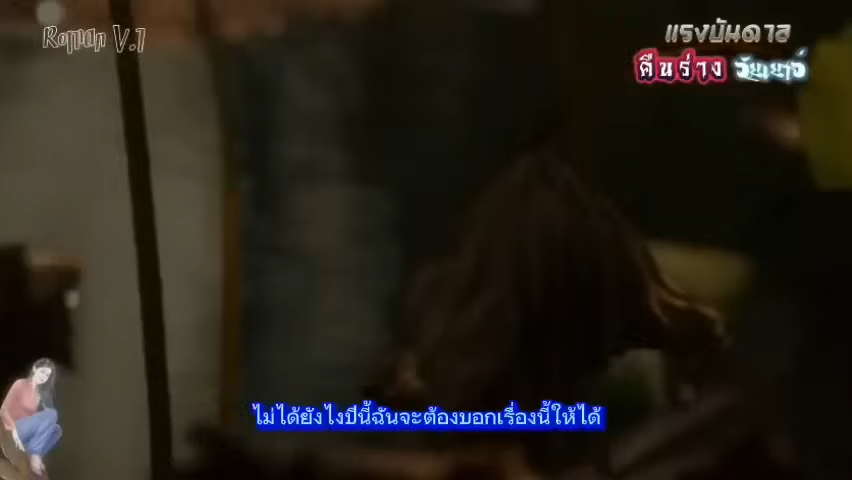 Roman V.1
แรงบันดาล
คืนร่าง
ไม่ได้ยังไงปีนี้ฉันจะต้องบอกเรื่องนี้ให้ได้